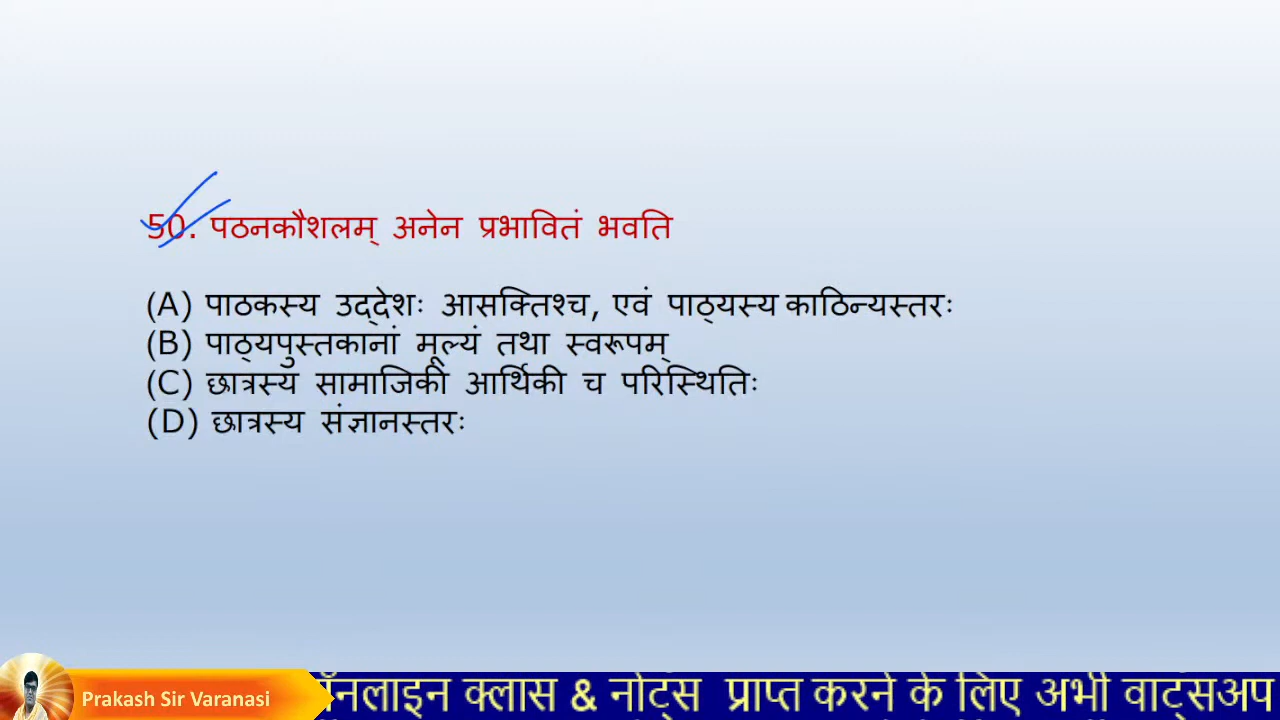 50. पठनकौशलम् अनेन प्रभावितं भवति
(A) पाठकस्य उद्देशः आसक्तिश्च, एवं पाठ्यस्य काठिन्यस्तरः
(B) पाठ्यपुस्तकानां मूल्यं तथा स्वरूपम्
(C) छात्रस्य सामाजिकी आर्थिकी च परिस्थितिः
(D) छात्रस्य संज्ञानस्तरः
Prakash Sir Varanasi
ऑनलाइन क्लास & नोट्स प्राप्त करने के लिए अभी वाट्सअप